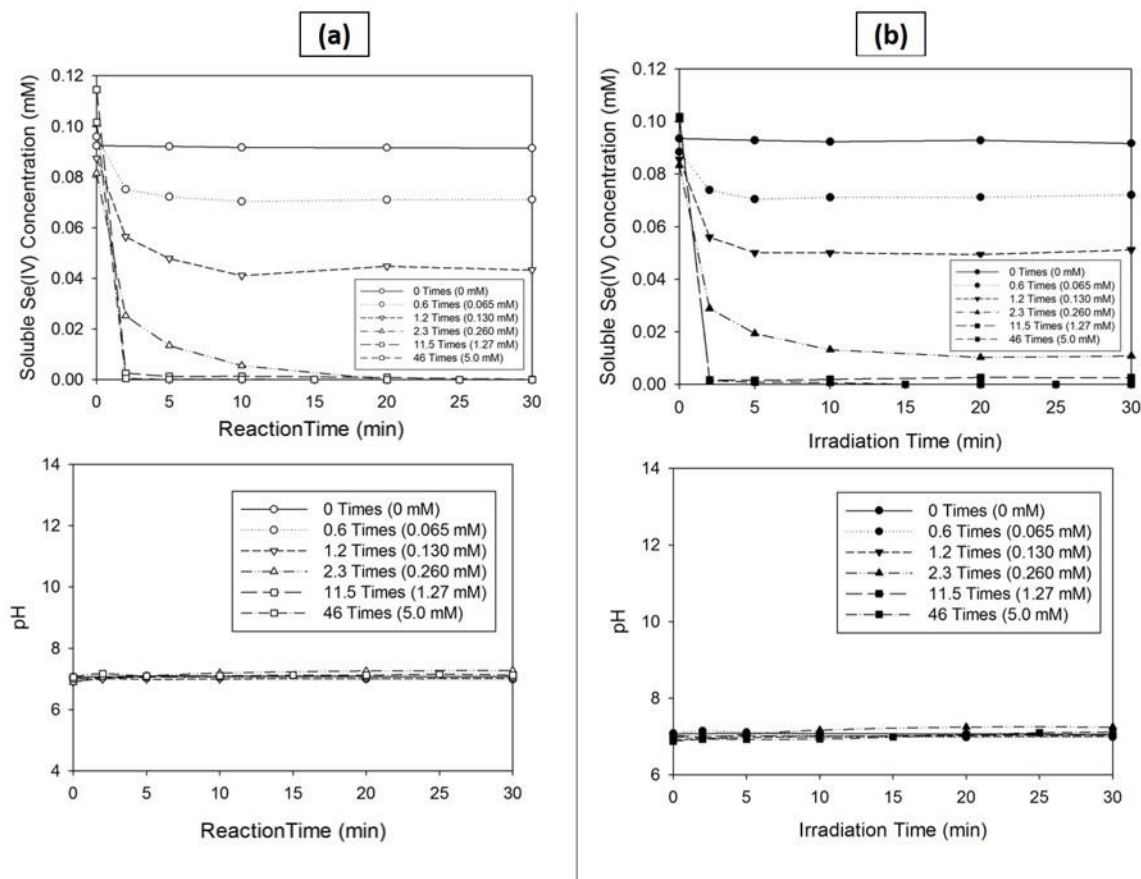 (a)
Soluble Se(IV) Concentration (mM)
0.12
0.10
0.08
0.06
0.04
0.02
0.00
0 Times (0 mM)
0.6 Times (0.065 mM)
1.2 Times (0.130 mM)
2.3 Times (0.260 mM)
11.5 Times (1.27 mM)
46 Times (5.0 mM)
0 5 10 15 20 25 30
ReactionTime (min)
pH
14
12
10
8
6
4
0 Times (0 mM)
0.6 Times (0.065 mM)
1.2 Times (0.130 mM)
2.3 Times (0.260 mM)
11.5 Times (1.27 mM)
46 Times (5.0 mM)
0 5 10 15 20 25 30
ReactionTime (min)
(b)
Soluble Se(IV) Concentration (mM)
0.12
0.10
0.08
0.06
0.04
0.02
0.00
0 Times (0 mM)
0.6 Times (0.065 mM)
1.2 Times (0.130 mM)
2.3 Times (0.260 mM)
11.5 Times (1.27 mM)
46 Times (5.0 mM)
0 5 10 15 20 25 30
Irradiation Time (min)
pH
14
12
10
8
6
0 Times (0 mM)
0.6 Times (0.065 mM)
1.2 Times (0.130 mM)
2.3 Times (0.260 mM)
11.5 Times (1.27 mM)
46 Times (5.0 mM)
0 5 10 15 20 25 30
Irradiation Time (min)